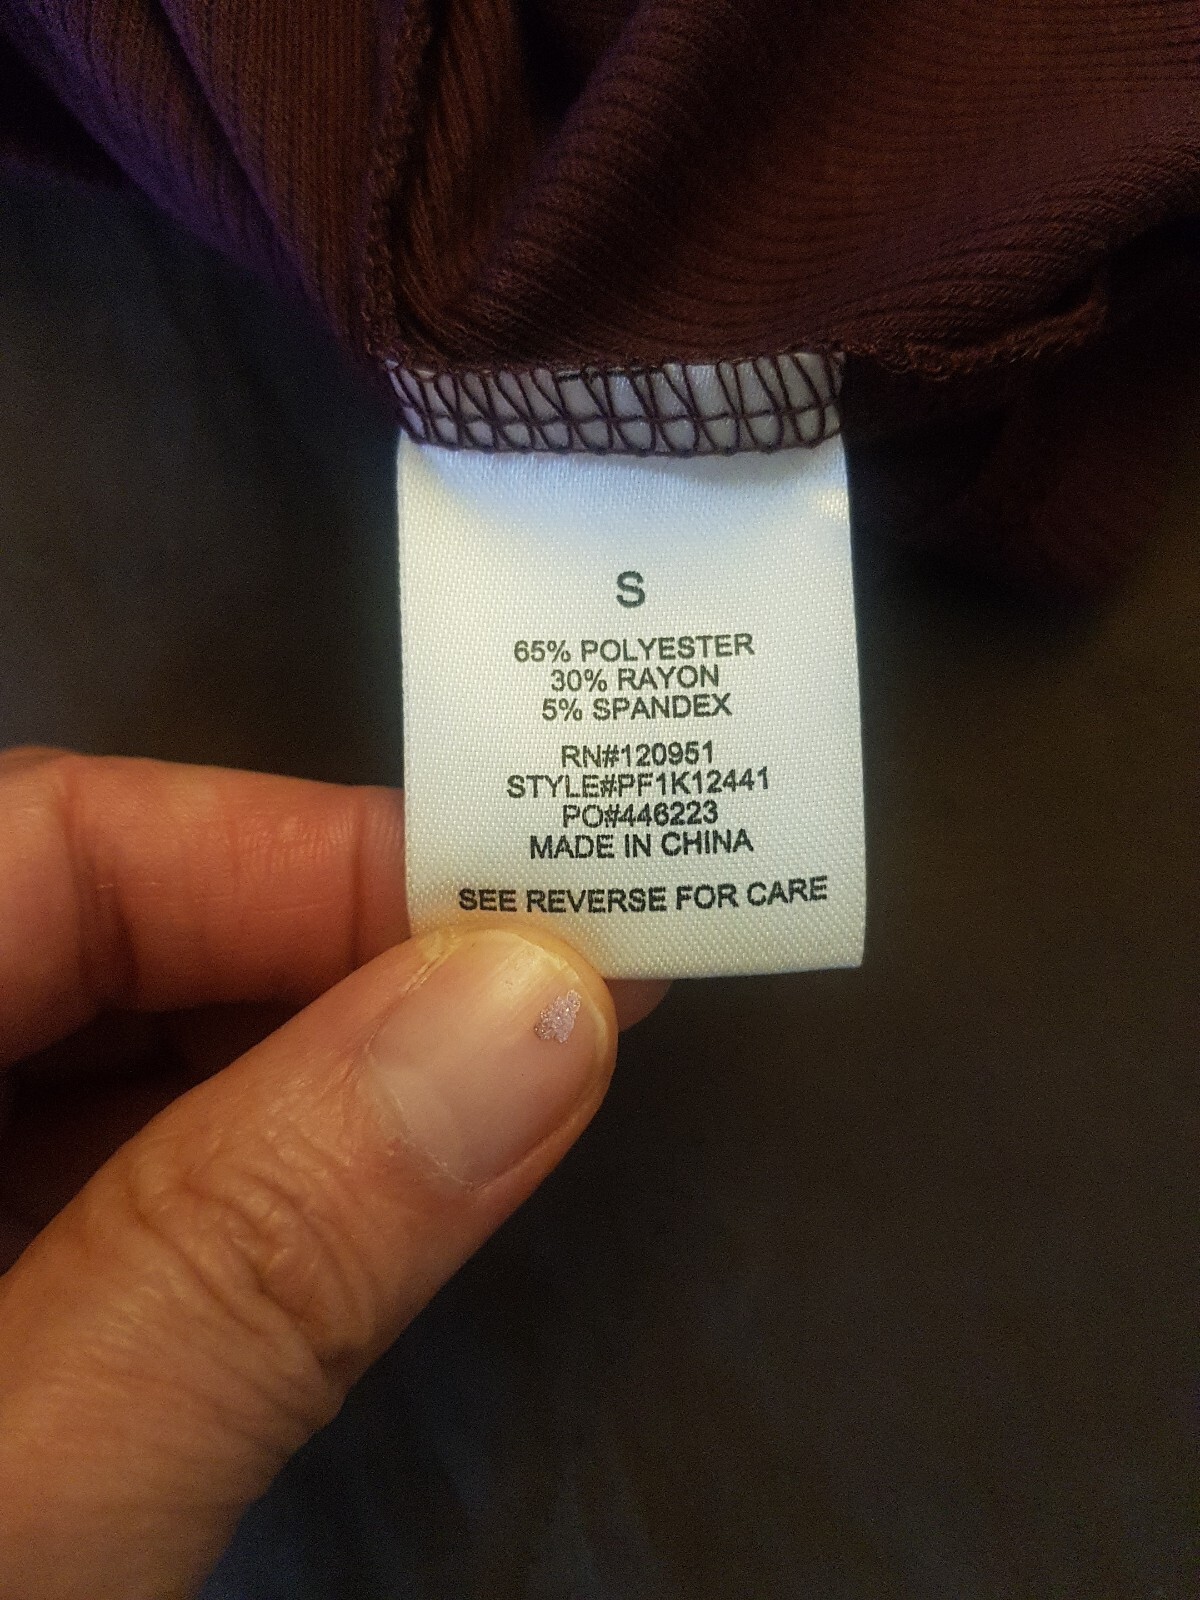 S
65% POLYESTER
30% RAYON
5% SPANDEX
RN#120951
STYLE#PF1K12441
PO#446223
MADE IN CHINA
SEE REVERSE FOR CARE